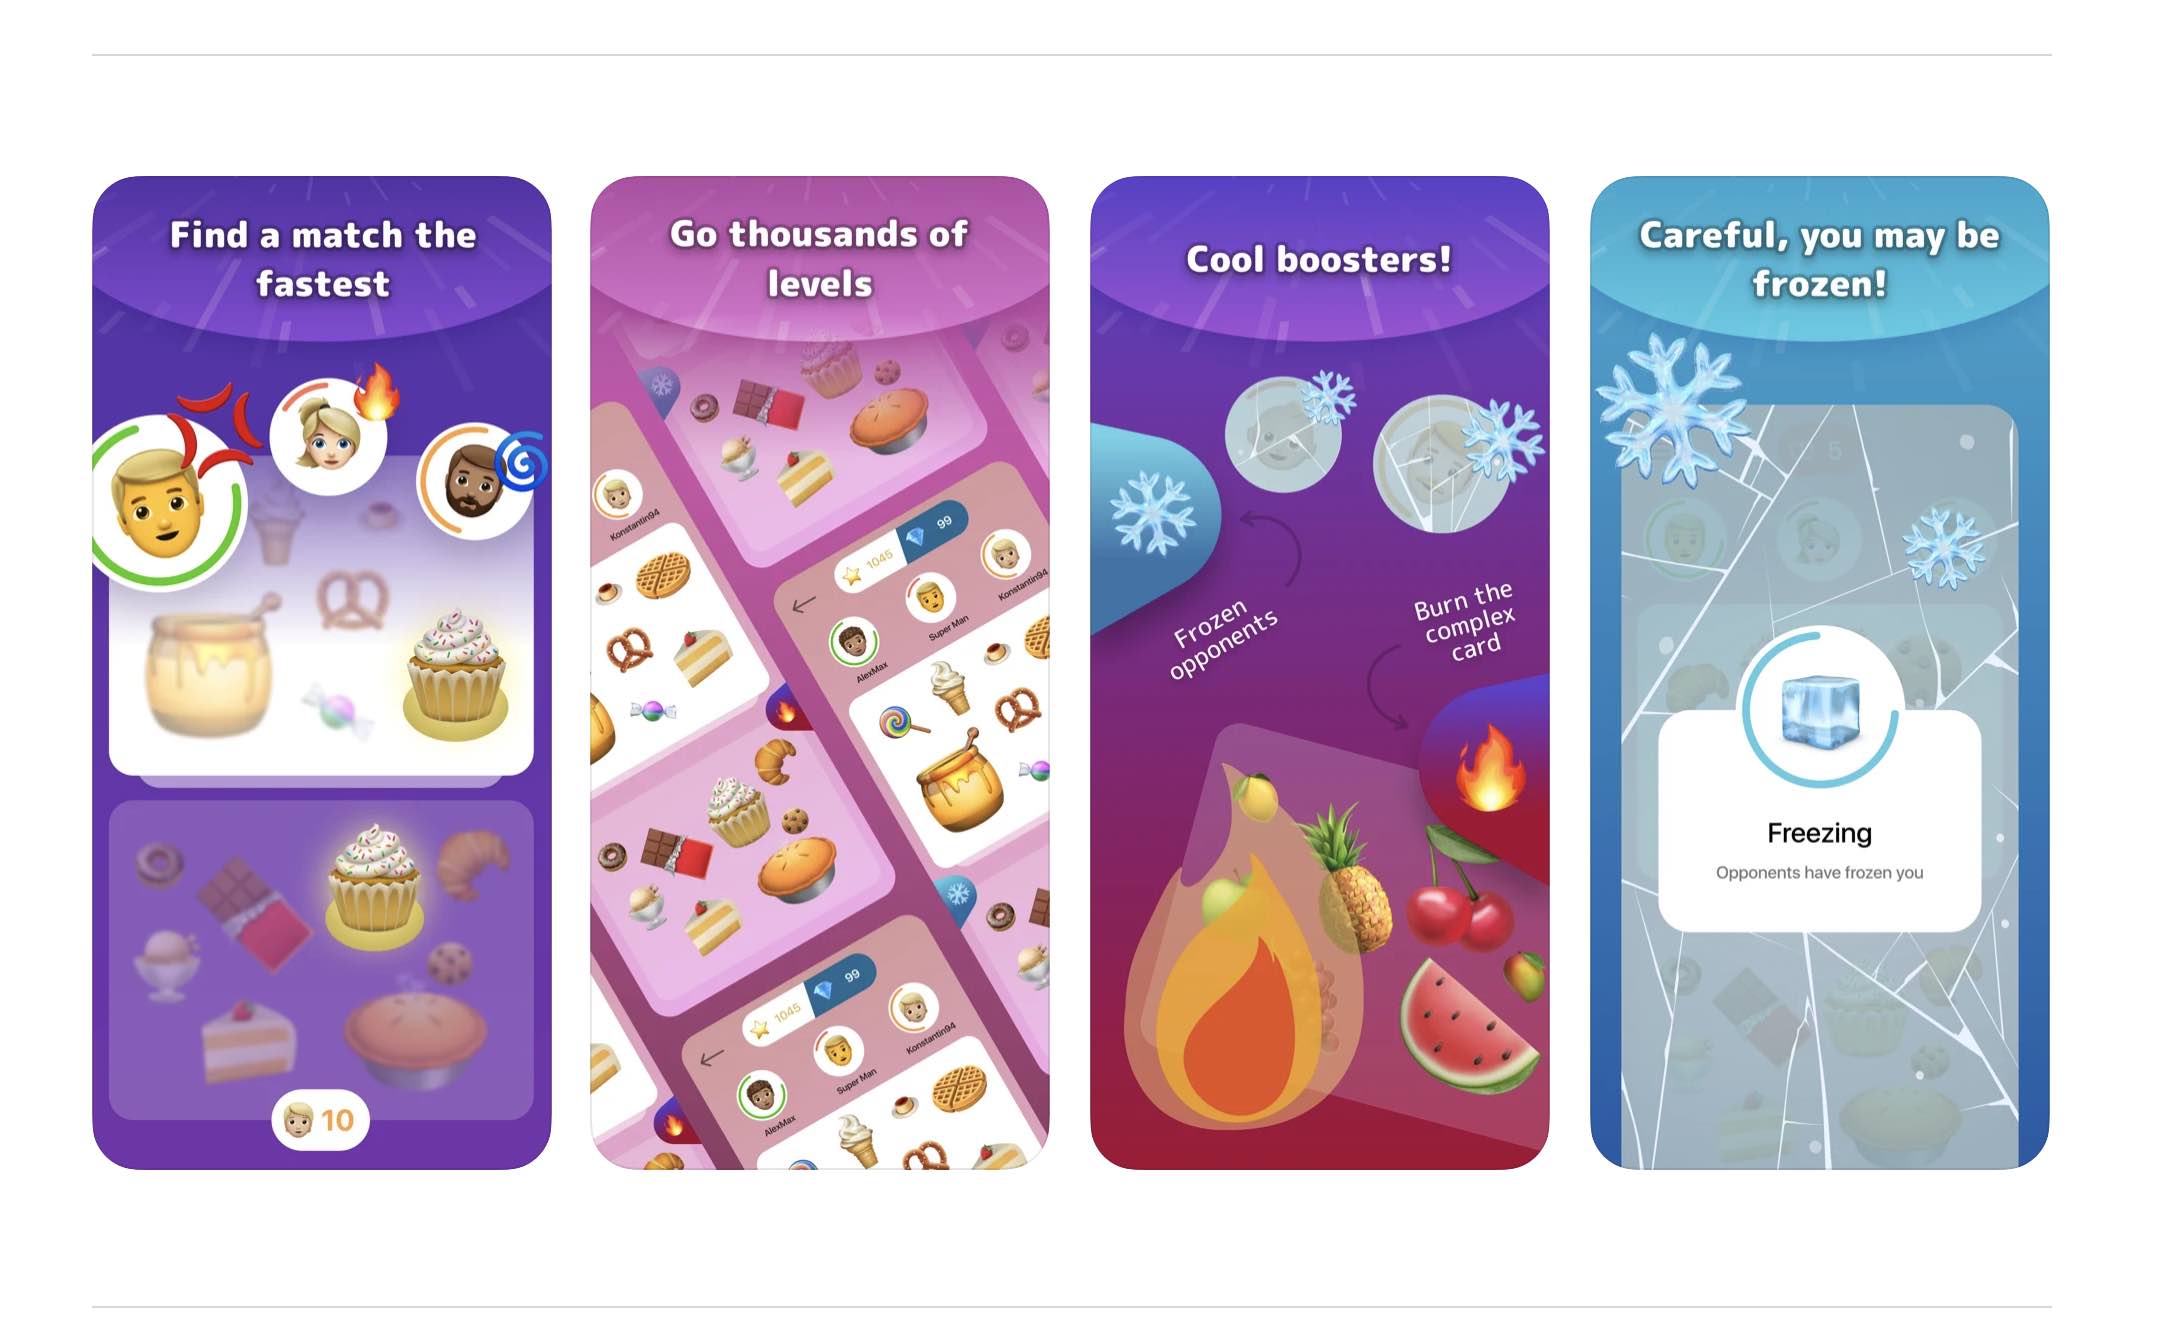 Find a match the
fastest
10
Go thousands of
levels
Konstantin94
1045
99
AlexMax
Super Man
Konstantin94
1045
99
AlexMax
Super Man
Konstantin94
Cool boosters!
Frozen
opponents
Burn the
complex
card
Careful, you may be
frozen!
5
Freezing
Opponents have frozen you